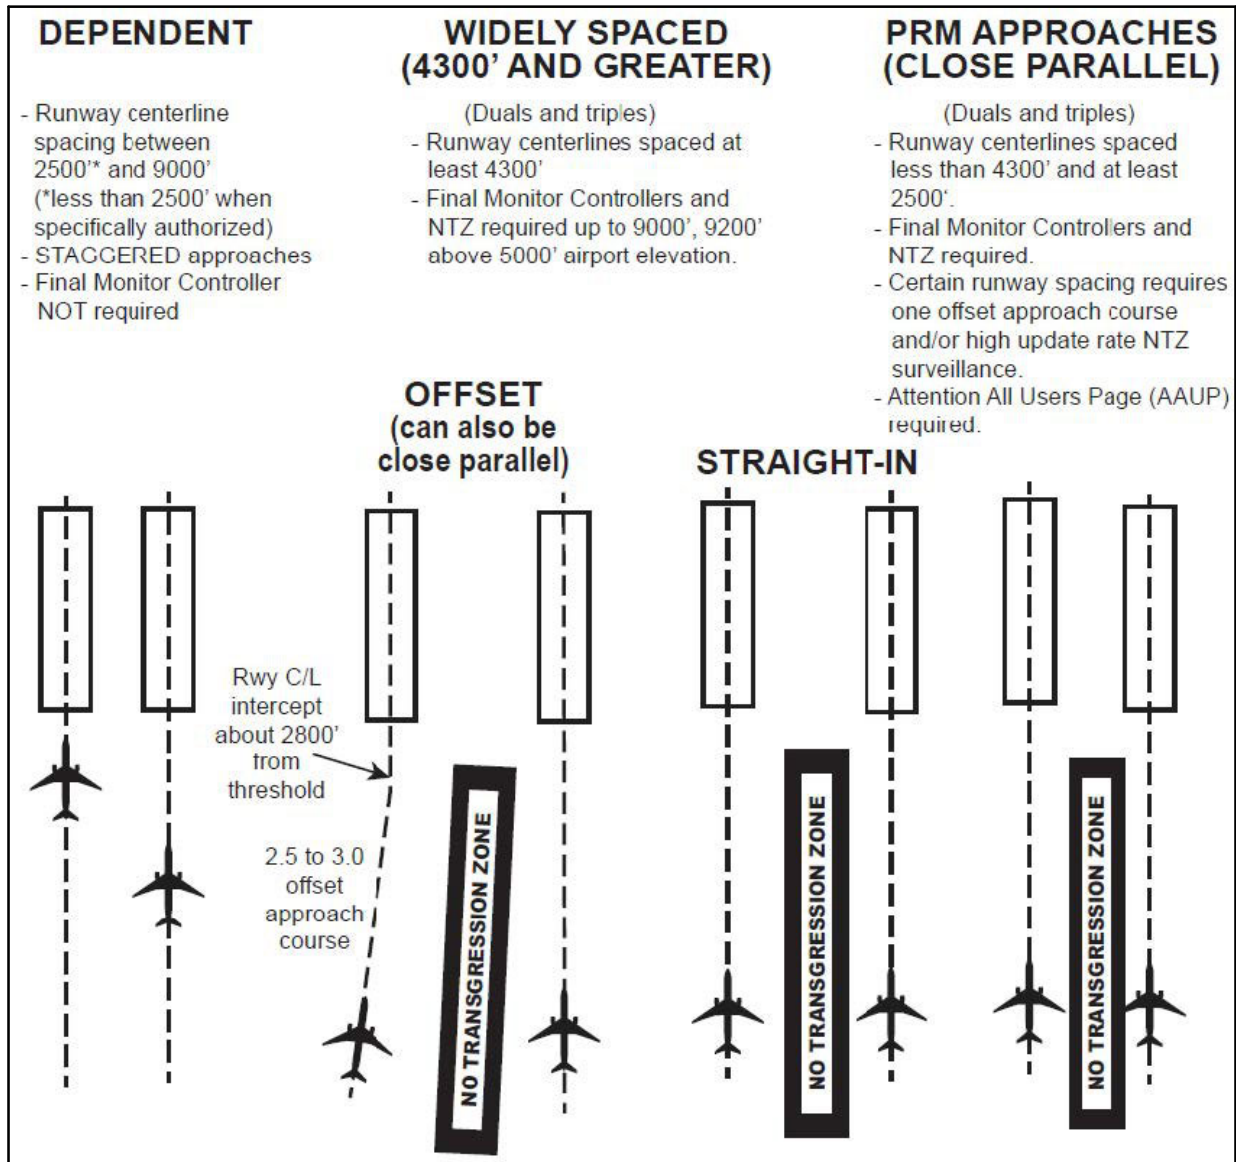 DEPENDENT
- Runway centerline
spacing between
2500'* and 9000'
(*less than 2500' when
specifically authorized)
- STAGGERED approaches
- Final Monitor Controller
NOT required
WIDELY SPACED
(4300' AND GREATER)
(Duals and triples)
- Runway centerlines spaced at
least 4300'
- Final Monitor Controllers and
NTZ required up to 9000', 9200'
above 5000' airport elevation.
PRM APPROACHES
(CLOSE PARALLEL)
(Duals and triples)
- Runway centerlines spaced
less than 4300' and at least
2500'.
- Final Monitor Controllers and
NTZ required.
- Certain runway spacing requires
one offset approach course
and/or high update rate NTZ
surveillance.
- Attention All Users Page (AAUP)
required.
OFFSET
(can also be
close parallel)
STRAIGHT-IN
Rwy C/L
intercept
about 2800'
from
threshold
2.5 to 3.0
offset
approach
course
NO TRANSGRESSION ZONE
NO TRANSGRESSION ZONE
NO TRANSGRESSION ZONE